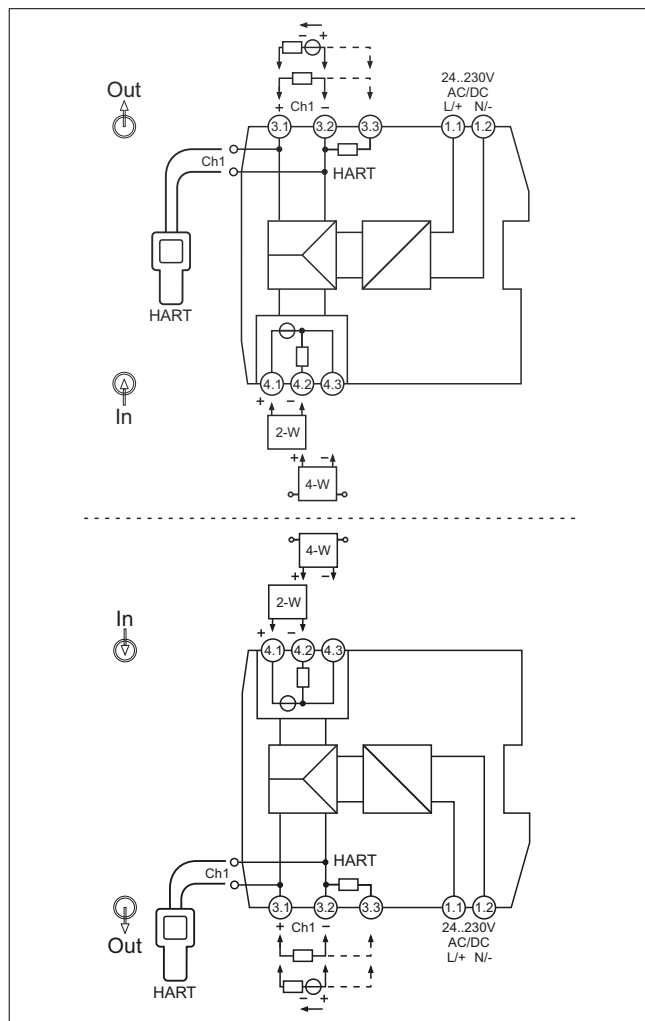 − +
Out
+ Ch1 −
24..230V
AC/DC
L/+ N/-
3.1 3.2 3.3 1.1 1.2
Ch1
HART
HART
4.1 4.2 4.3
In
+ −
2-W
+ −
4-W
4-W
+ −
2-W
In
+ −
4.1 4.2 4.3
HART
Ch1
3.1 3.2 3.3 1.1 1.2
Out
+ Ch1 −
24..230V
AC/DC
L/+ N/-
HART
− +